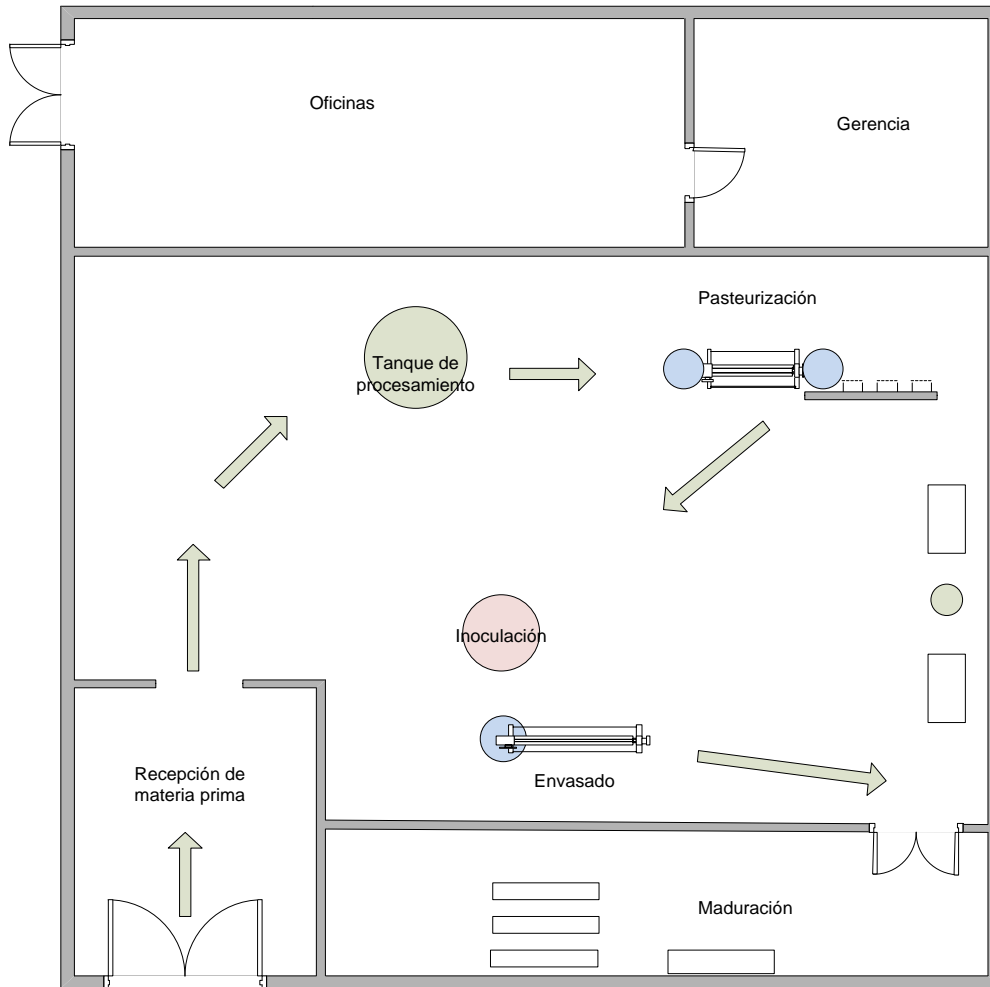 Oficinas
Gerencia
Pasteurización
Tanque de
procesamiento
Inoculación
Envasado
Recepción de
materia prima
Maduración